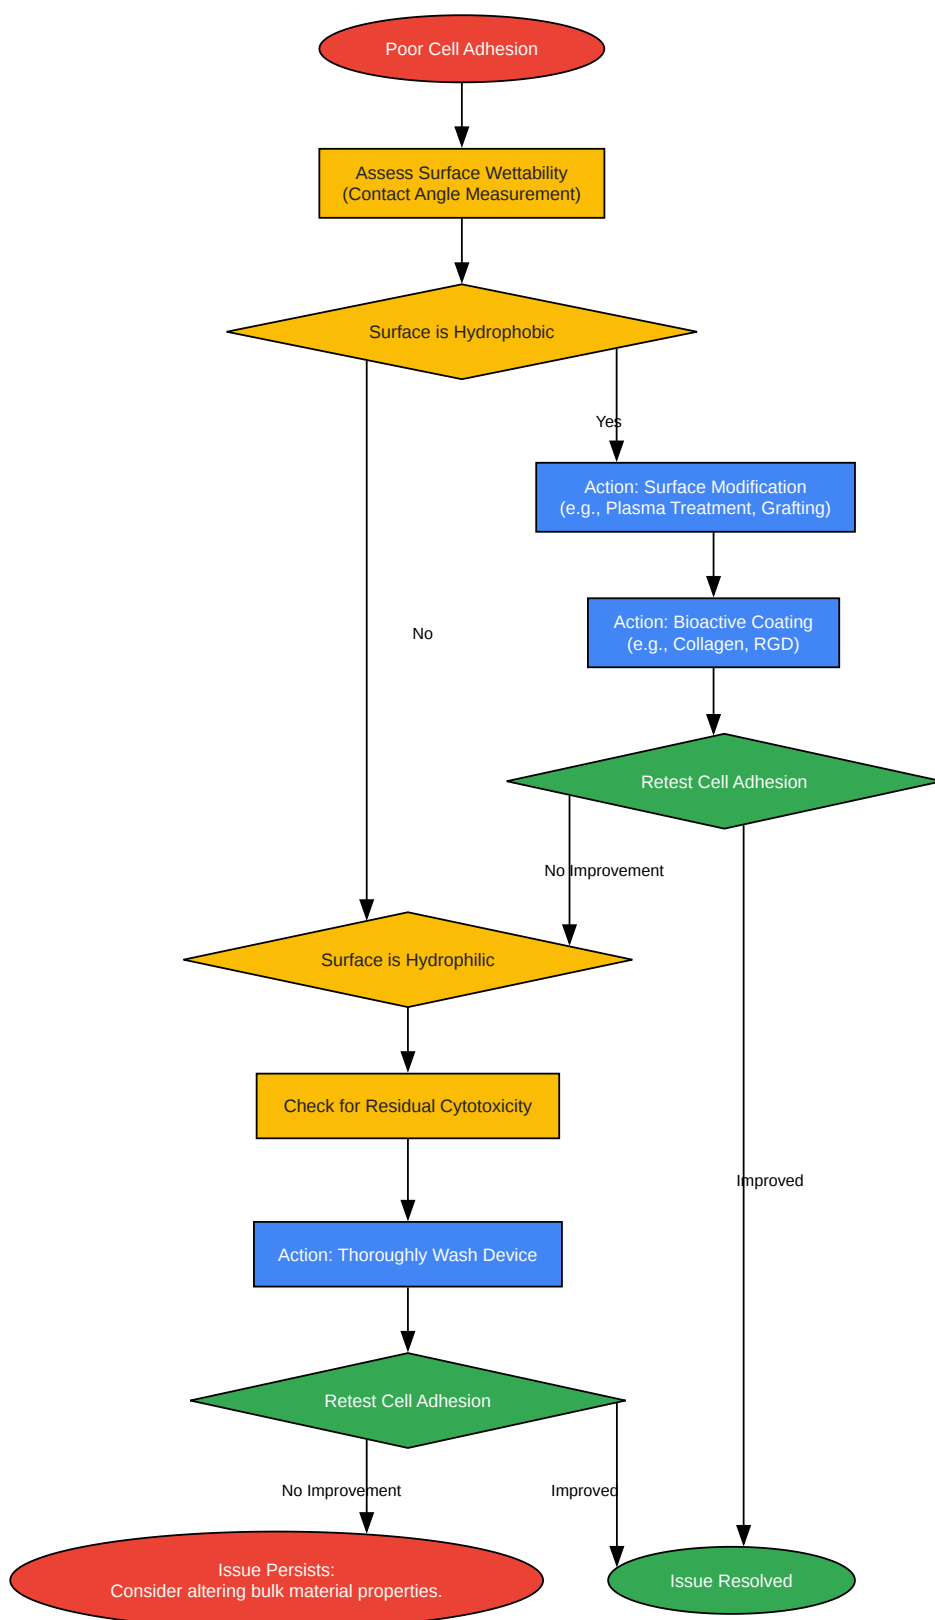 Poor Cell Adhesion
Assess Surface Wettability
(Contact Angle Measurement)
Surface is Hydrophobic
Yes
Action: Surface Modification
(e.g., Plasma Treatment, Grafting)
Action: Bioactive Coating
(e.g., Collagen, RGD)
No
Retest Cell Adhesion
No Improvement
Surface is Hydrophilic
Check for Residual Cytotoxicity
Improved
Action: Thoroughly Wash Device
Retest Cell Adhesion
No Improvement
Improved
Issue Persists:
Consider altering bulk material properties.
Issue Resolved